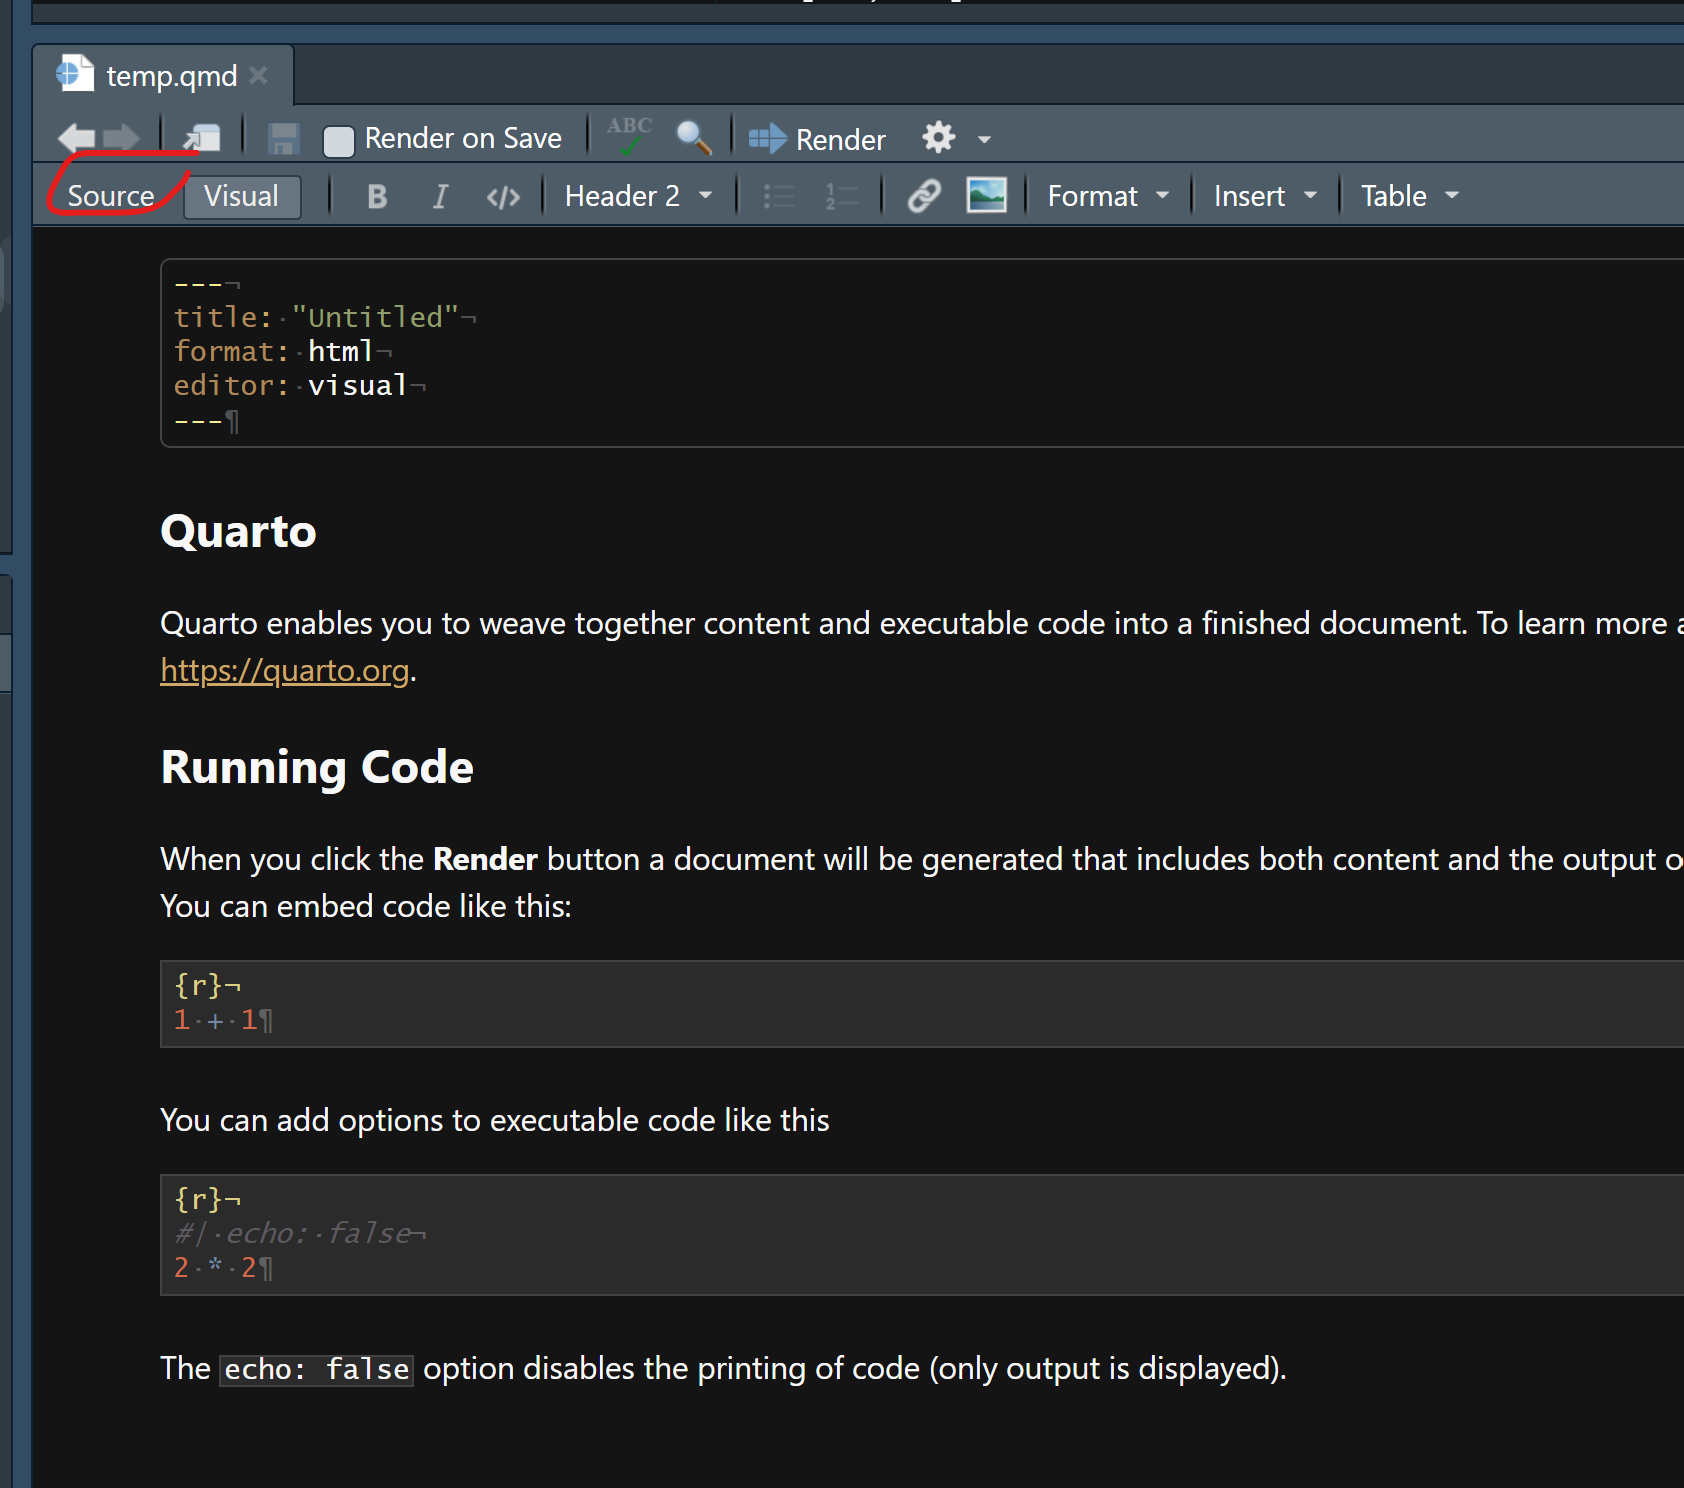 temp.qmd
Render on Save ABC Render
Source Visual B I </> Header 2 Format Insert Table
---¬
title:·"Untitled"¬
format:·html¬
editor:·visual¬
---¶
Quarto
Quarto enables you to weave together content and executable code into a finished document. To learn more
https://quarto.org.
Running Code
When you click the Render button a document will be generated that includes both content and the output
You can embed code like this:
{r}¬
1·+·1¶
You can add options to executable code like this
{r}¬
#|·echo:·false¬
2·*·2¶
The echo: false option disables the printing of code (only output is displayed).